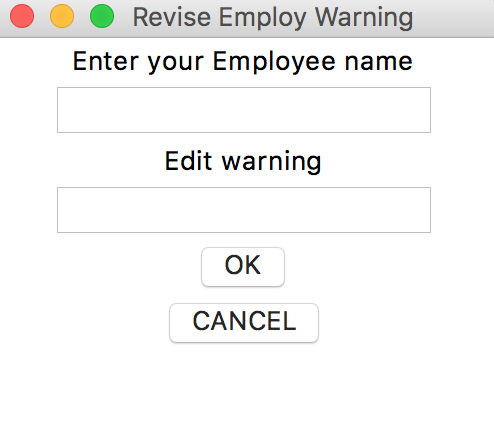 Revise Employ Warning
Enter your Employee name
Edit warning
OK
CANCEL